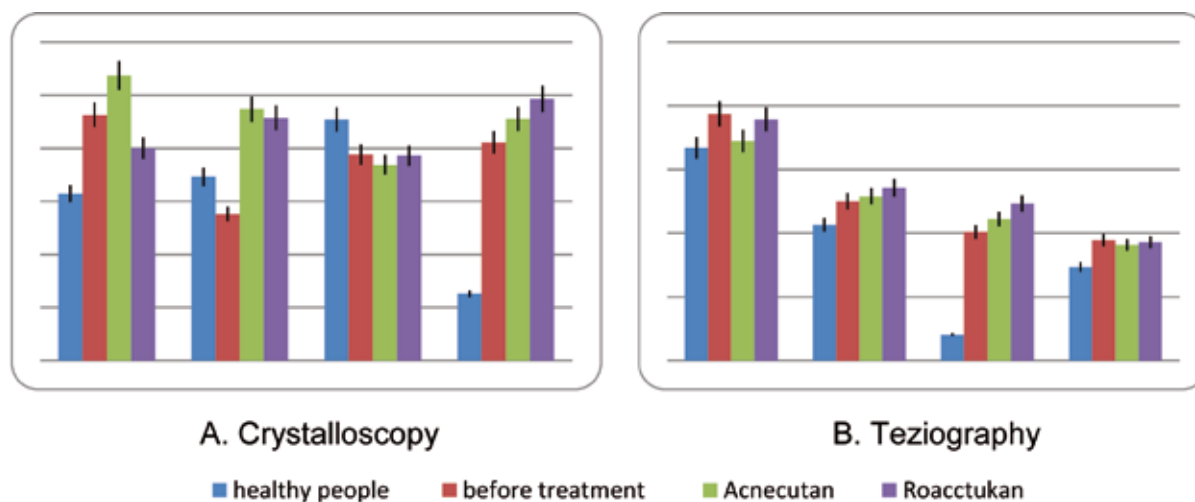 A. Crystalloscopy
B. Teziography
healthy people before treatment Acnecutan Roacctukan